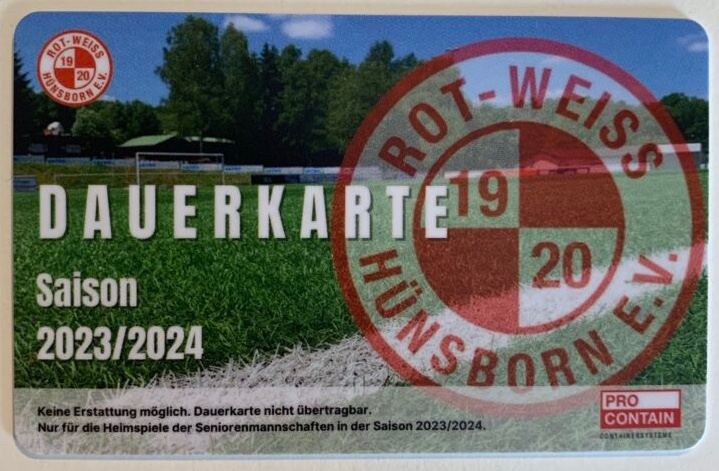 ROT-WEISS
19
20
HÜNSBORN E.V.
ROT-WEISS
19
20
HÜNSBORN E.V.
DAUERKARTE
Saison
2023/2024
Keine Erstattung möglich. Dauerkarte nicht übertragbar.
Nur für die Heimspiele der Seniorenmannschaften in der Saison 2023/2024.
PRO
CONTAIN
CONTAINERSYSTEME